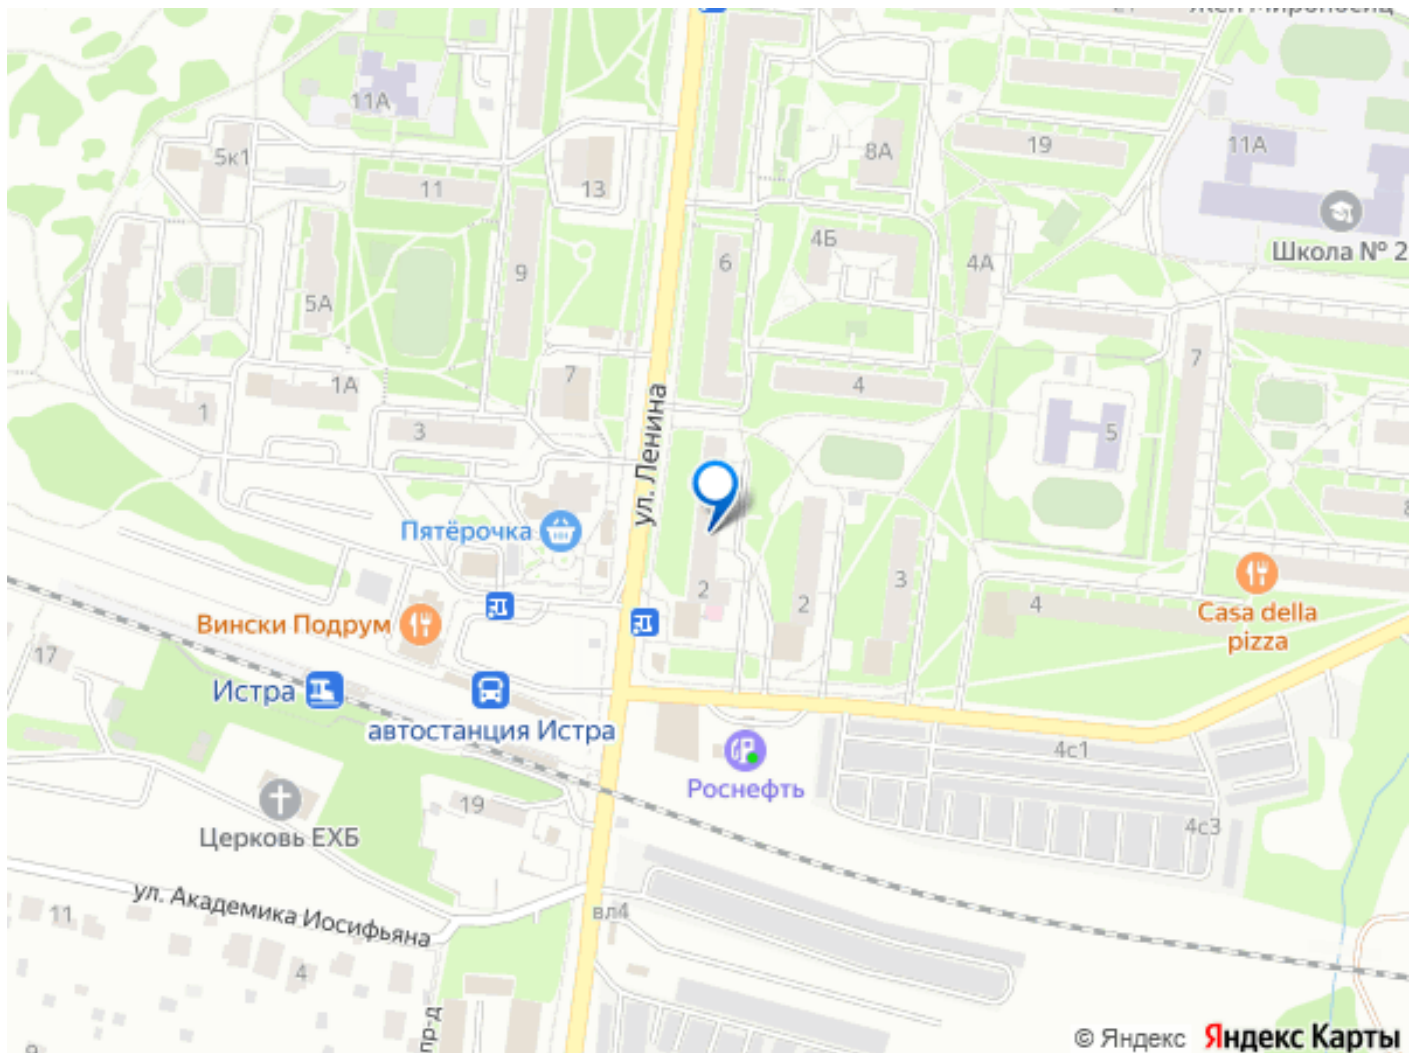 11А
5к1
11
13
8А
19
11А
Школа № 2
9
5А
6
4Б
4А
7
1А
1
7
4
3
ул. Ленина
5
Пятёрочка
2
2
3
4
Casa della
pizza
Вински Подрум
17
Истра
автостанция Истра
4с1
Роснефть
19
4с3
Церковь ЕХБ
ул. Академика Иосифьяна
11
вл4
4
пр-д
© Яндекс Яндекс Карты